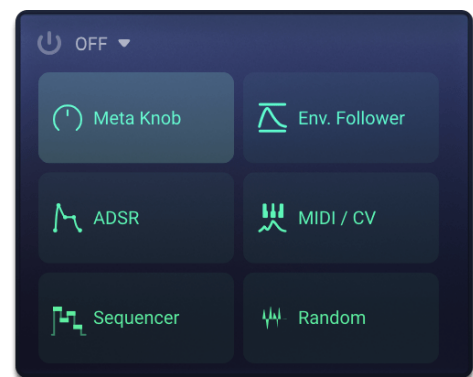 OFF
Meta Knob
Env. Follower
ADSR
MIDI / CV
Sequencer
Random